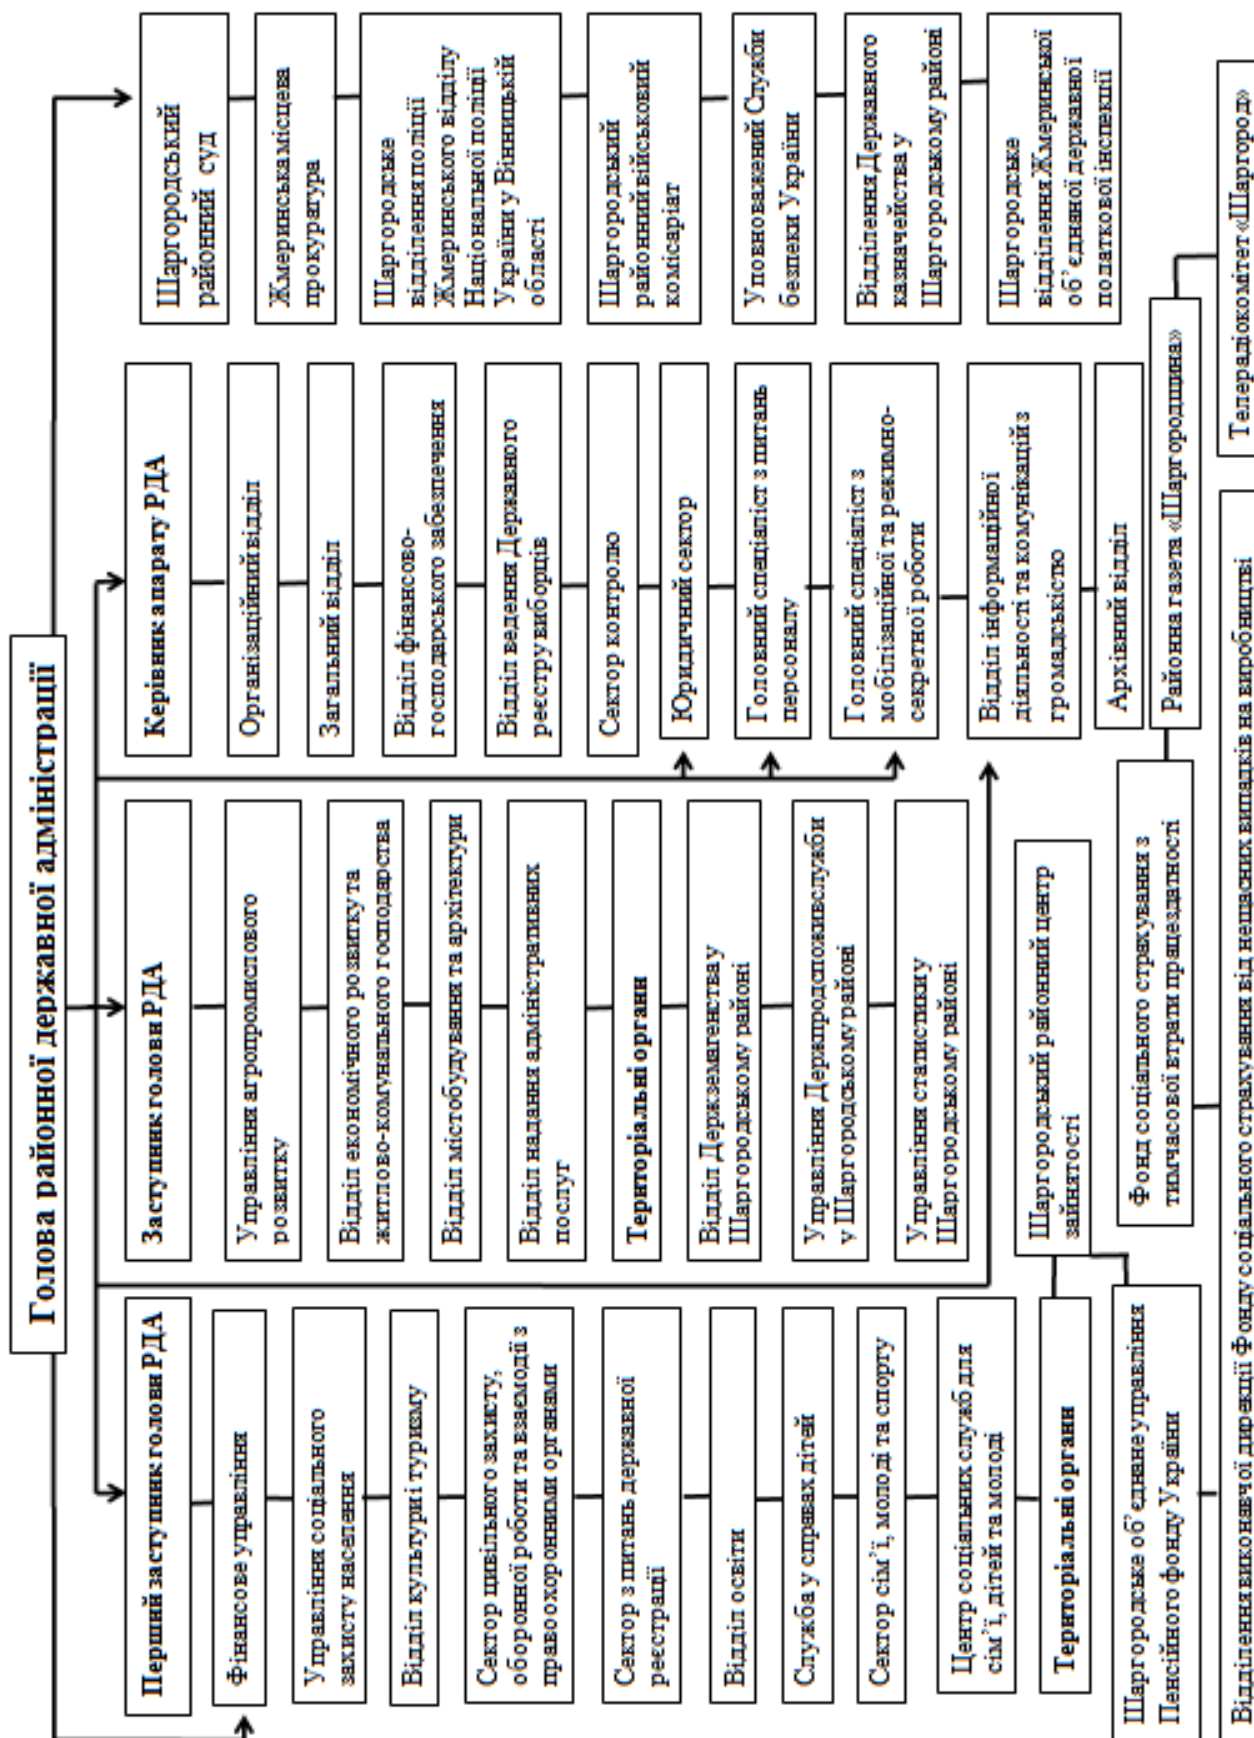 Голова районної державної адміністрації
Перший заступник голови РДА
Фінансове управління
Управління соціального
захисту населення
Відділ культури і туризму
Сектор цивільного захисту,
оборонної роботи та взаємодії з
правоохоронними органами
Сектор з питань державної
реєстрації
Відділ освіти
Служба у справах дітей
Сектор сім’ї, молоді та спорту
Центр соціальних служб для
сім’ї, дітей та молоді
Територіальні органи
Шаргородське об’єднане управління
Пенсійного фонду України
Заступник голови РДА
Управління агропромислового
розвитку
Відділ економічного розвитку та
житлово-комунального господарства
Відділ містобудування та архітектури
Відділ надання адміністративних
послуг
Територіальні органи
Відділ Держземагенства у
Шаргородському районі
Управління Держпродспоживслужби
у Шаргородському районі
Управління статистики у
Шаргородському районі
Шаргородський районний центр
зайнятості
Фонд соціального страхування з
тимчасової втрати працездатності
Керівник апарату РДА
Організаційний відділ
Загальний відділ
Відділ фінансово-
господарського забезпечення
Відділ ведення Державного
реєстру виборців
Сектор контролю
Юридичний сектор
Головний спеціаліст з питань
персоналу
Головний спеціаліст з
мобілізаційної та режимно-
секретної роботи
Відділ інформаційної
діяльності та комунікацій з
громадськістю
Архівний відділ
Районна газета «Шаргородщина»
Шаргородський
районний суд
Жмеринська місцева
прокуратура
Шаргородське
відділення поліції
Жмеринського відділу
Національної поліції
України у Вінницькій
області
Шаргородський
районний військовий
комісаріат
Уповноважений Служби
безпеки України
Відділення Державного
казначейства у
Шаргородському районі
Шаргородське
відділення Жмеринської
об’єднаної державної
податкової інспекції
Телерадіокомітет «Шаргород»
Відділення виконавчої дирекції Фонду соціального страхування від нещасних випадків на виробництві